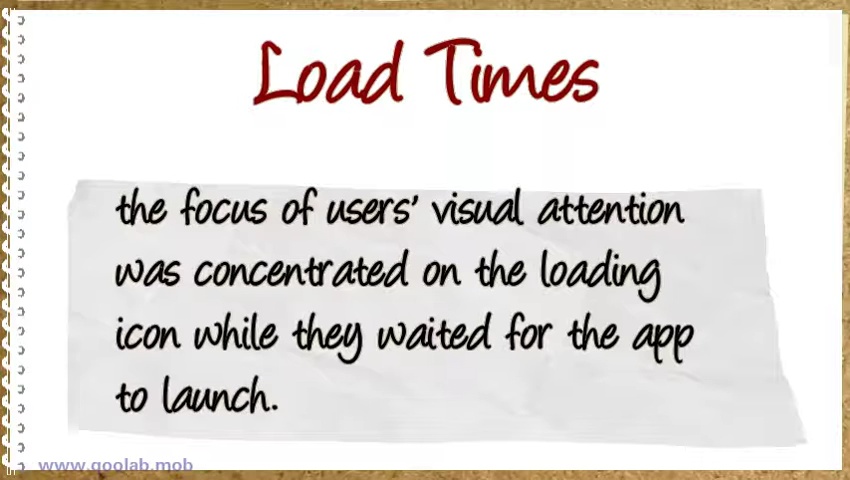 Load Times
the focus of users' visual attention
was concentrated on the loading
icon while they waited for the app
to launch.
www.qoolab.mob